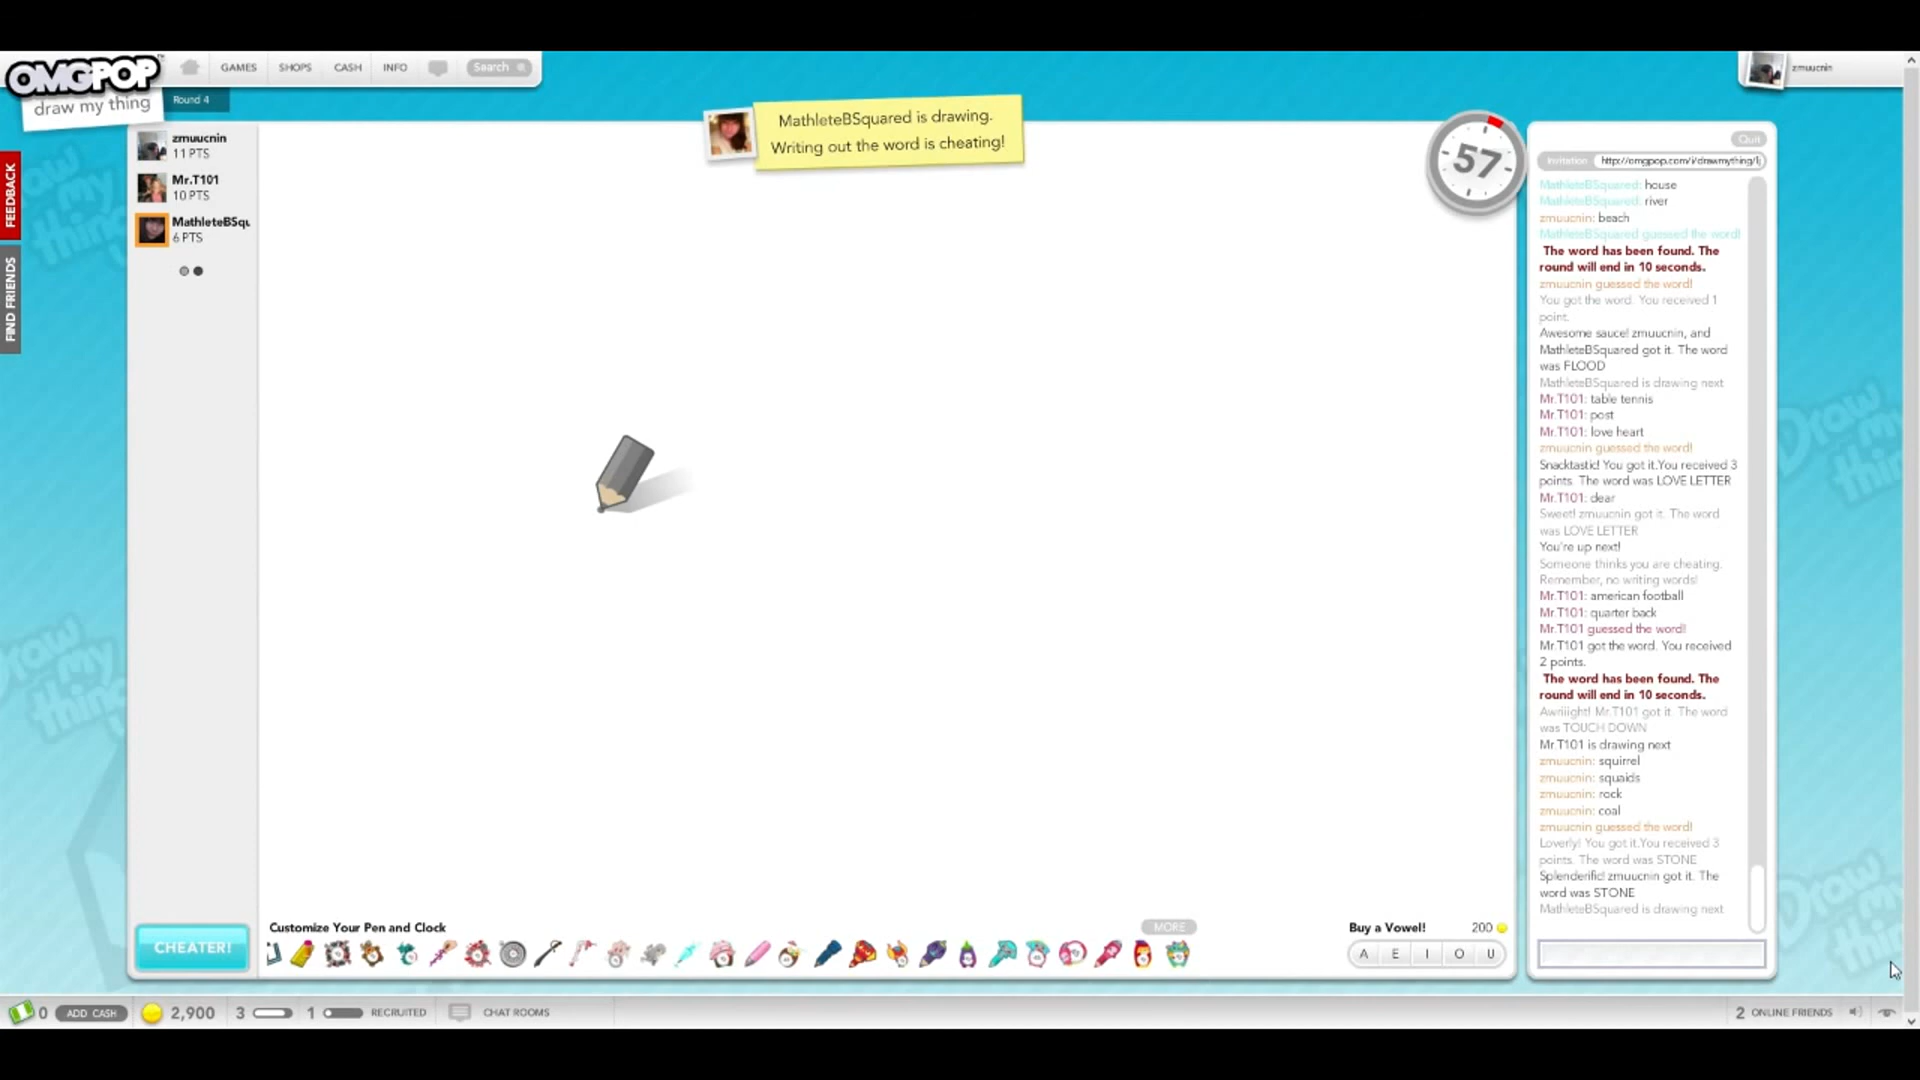 OMGPOP
draw my thing
GAMES
SHOPS
CASH
INFO
Search
zmuucnin
Round 4
FEEDBACK
FIND FRIENDS
zmuucnin
11 PTS
Mr.T101
10 PTS
MathleteBSqu
6 PTS
MathleteBSquared is drawing.
Writing out the word is cheating!
57
Quit
Invitation
http://omgpop.com/i/drawmything/
MathleteBSquared: house
MathleteBSquared: river
zmuucnin: beach
MathleteBSquared guessed the word!
The word has been found. The
round will end in 10 seconds.
zmuucnin guessed the word!
You got the word. You received 1
point.
Awesome sauce! zmuucnin, and
MathleteBSquared got it. The word
was FLOOD
MathleteBSquared is drawing next
Mr.T101: table tennis
Mr.T101: post
Mr.T101: love heart
zmuucnin guessed the word!
Snacktastic! You got it.You received 3
points. The word was LOVE LETTER
Mr.T101: dear
Sweet! zmuucnin got it. The word
was LOVE LETTER
You're up next!
Someone thinks you are cheating.
Remember, no writing words!
Mr.T101: american football
Mr.T101: quarter back
Mr.T101 guessed the word!
Mr.T101 got the word. You received
2 points.
The word has been found. The
round will end in 10 seconds.
Awriiight! Mr.T101 got it. The word
was TOUCH DOWN
Mr.T101 is drawing next
zmuucnin: squirrel
zmuucnin: squaids
zmuucnin: rock
zmuucnin: coal
zmuucnin guessed the word!
Loverly! You got it.You received 3
points. The word was STONE
Splenderific! zmuucnin got it. The
word was STONE
MathleteBSquared is drawing next
CHEATER!
Customize Your Pen and Clock
MORE
Buy a Vowel!
200
A E I O U
0
ADD CASH
2,900
3
1
RECRUITED
CHAT ROOMS
2 ONLINE FRIENDS